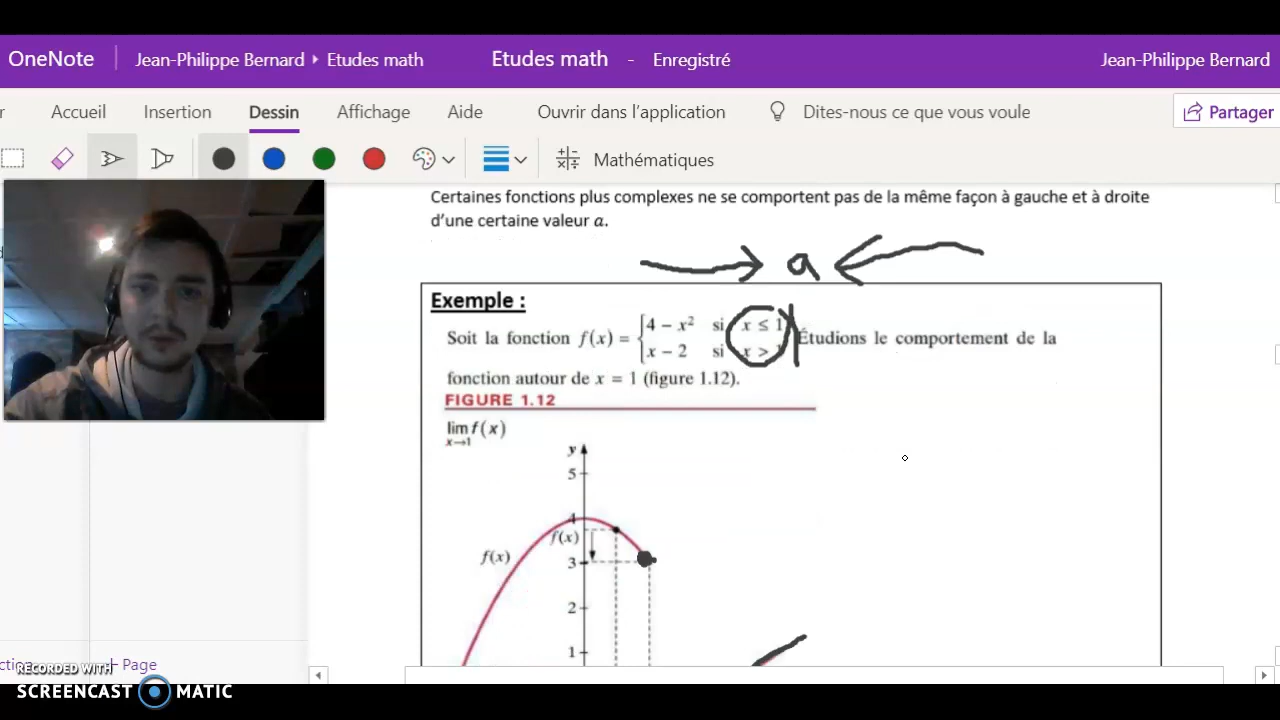 OneNote Jean-Philippe Bernard Etudes math Etudes math - Enregistré Jean-Philippe Bernard
r Accueil Insertion Dessin Affichage Aide Ouvrir dans l'application Dites-nous ce que vous voule Partager
Mathématiques
Certaines fonctions plus complexes ne se comportent pas de la même façon à gauche et à droite
d'une certaine valeur a.
a
Exemple :
Soit la fonction f(x) = { 4 − x² si x ≤ 1
x − 2 si x > 1
Étudions le comportement de la
fonction autour de x = 1 (figure 1.12).
FIGURE 1.12
lim f(x)
x→1
y
5
4
f(x)
f(x)
3
2
1
+ Page
RECORDED WITH
SCREENCAST MATIC